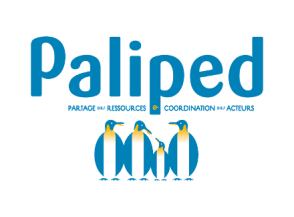 Paliped
PARTAGE DES RESSOURCES & COORDINATION DES ACTEURS